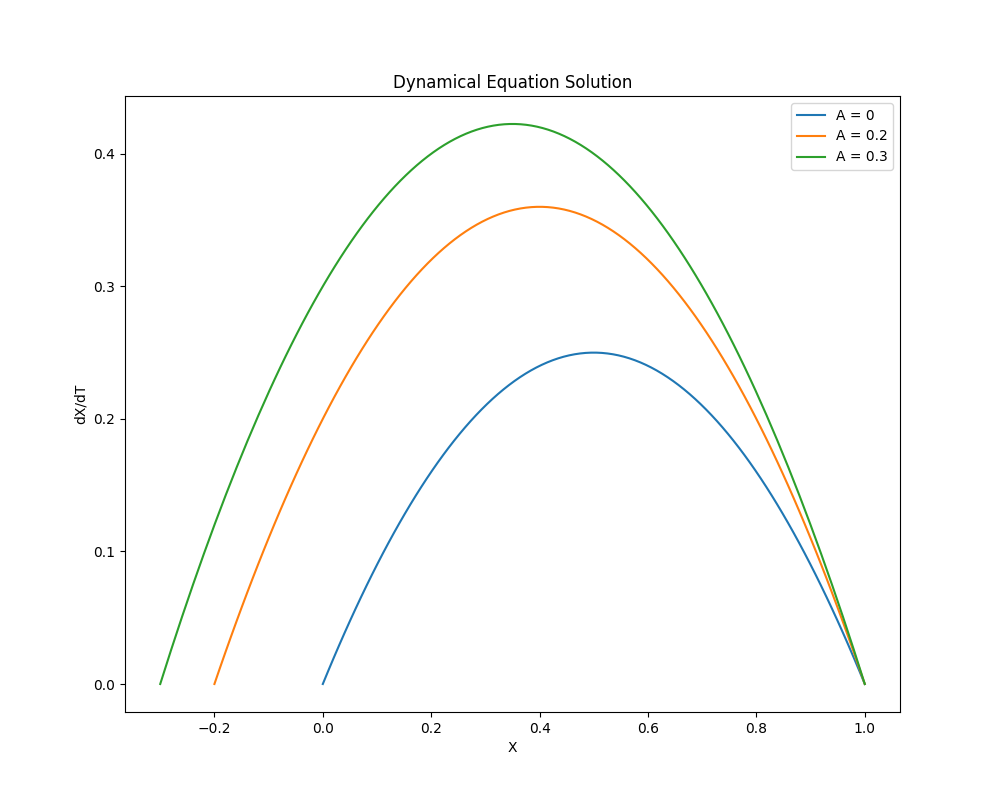 Dynamical Equation Solution
A = 0
A = 0.2
A = 0.3
0.4
0.3
0.2
0.1
0.0
dX/dT
−0.2 0.0 0.2 0.4 0.6 0.8 1.0
X